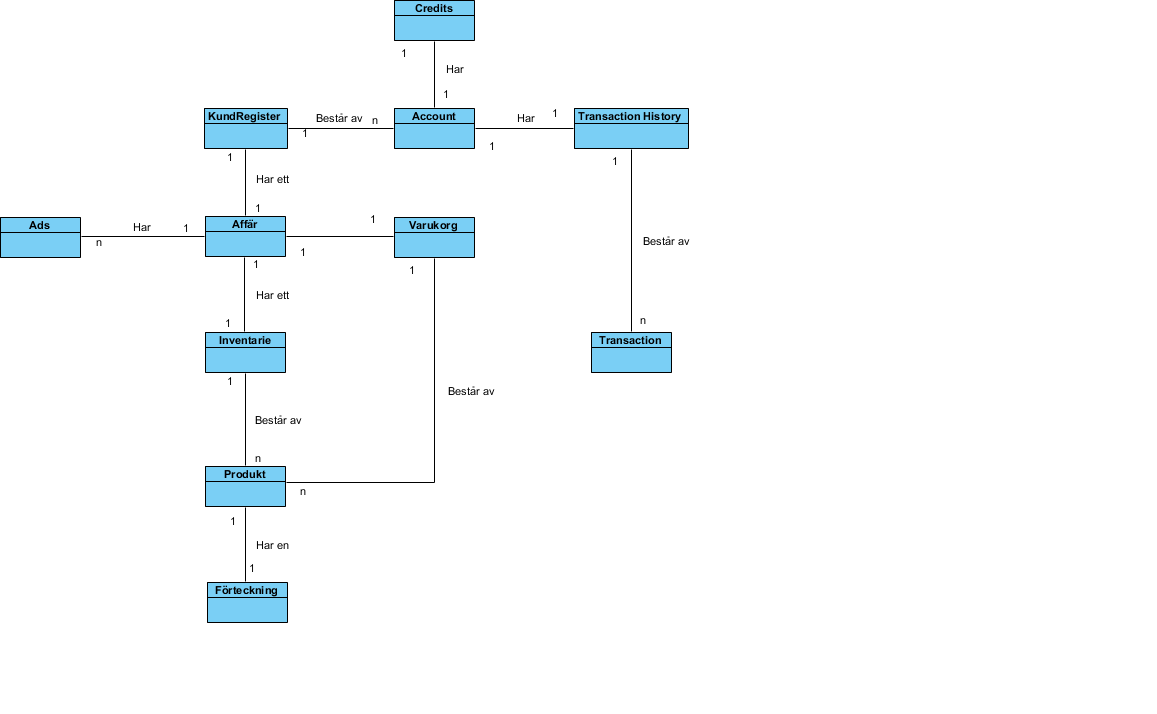 Credits
1
Har
1
KundRegister
Består av
n
1
Account
Har
1
1
Transaction History
1
Har ett
1
1
Består av
n
Transaction
Ads
Har
1
n
Affär
1
1
Varukorg
1
Har ett
1
1
Består av
Inventarie
1
Består av
n
Produkt
n
1
Har en
1
Förteckning